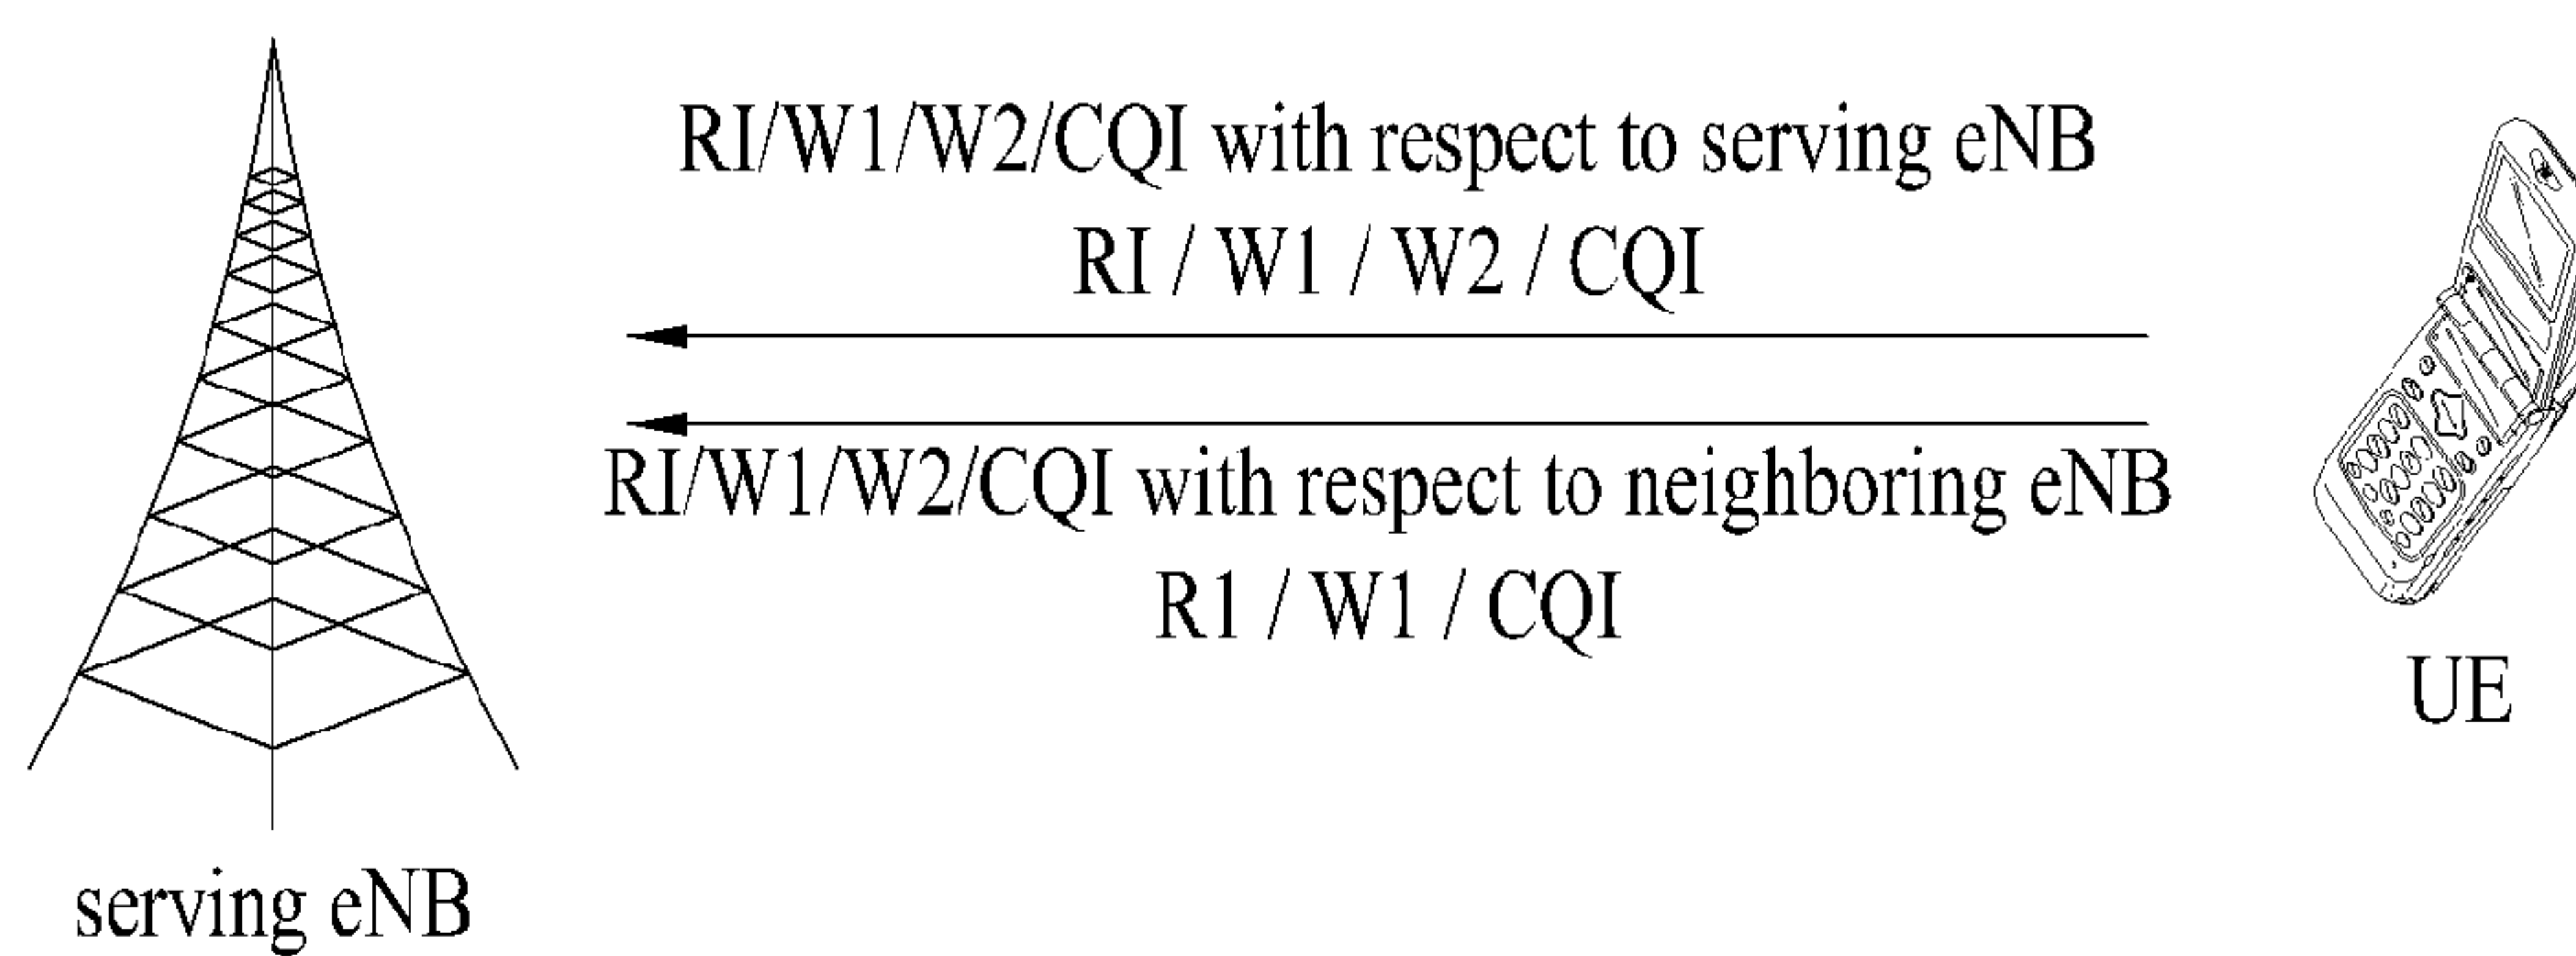 RI/W1/W2/CQI with respect to serving eNB
RI / W1 / W2 / CQI
RI/W1/W2/CQI with respect to neighboring eNB
R1 / W1 / CQI
UE
serving eNB